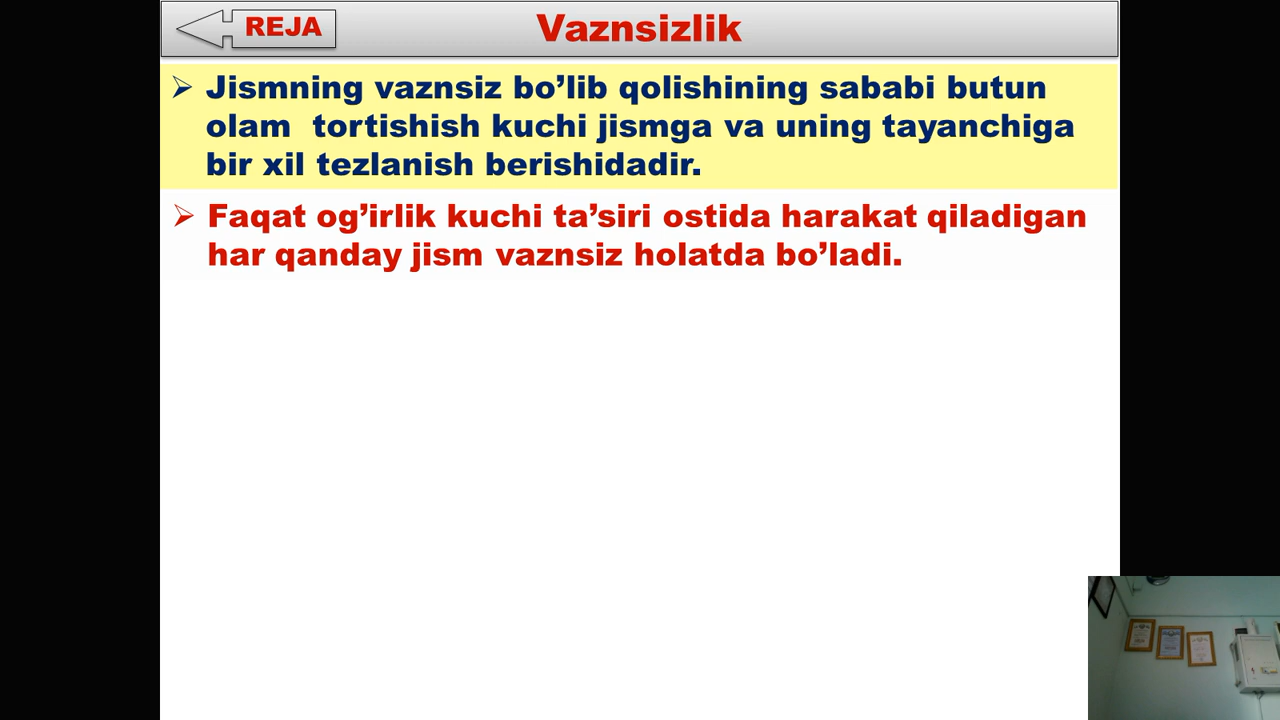 REJA
Vaznsizlik
Jismning vaznsiz bo’lib qolishining sababi butun
olam tortishish kuchi jismga va uning tayanchiga
bir xil tezlanish berishidadir.
Faqat og’irlik kuchi ta’siri ostida harakat qiladigan
har qanday jism vaznsiz holatda bo’ladi.